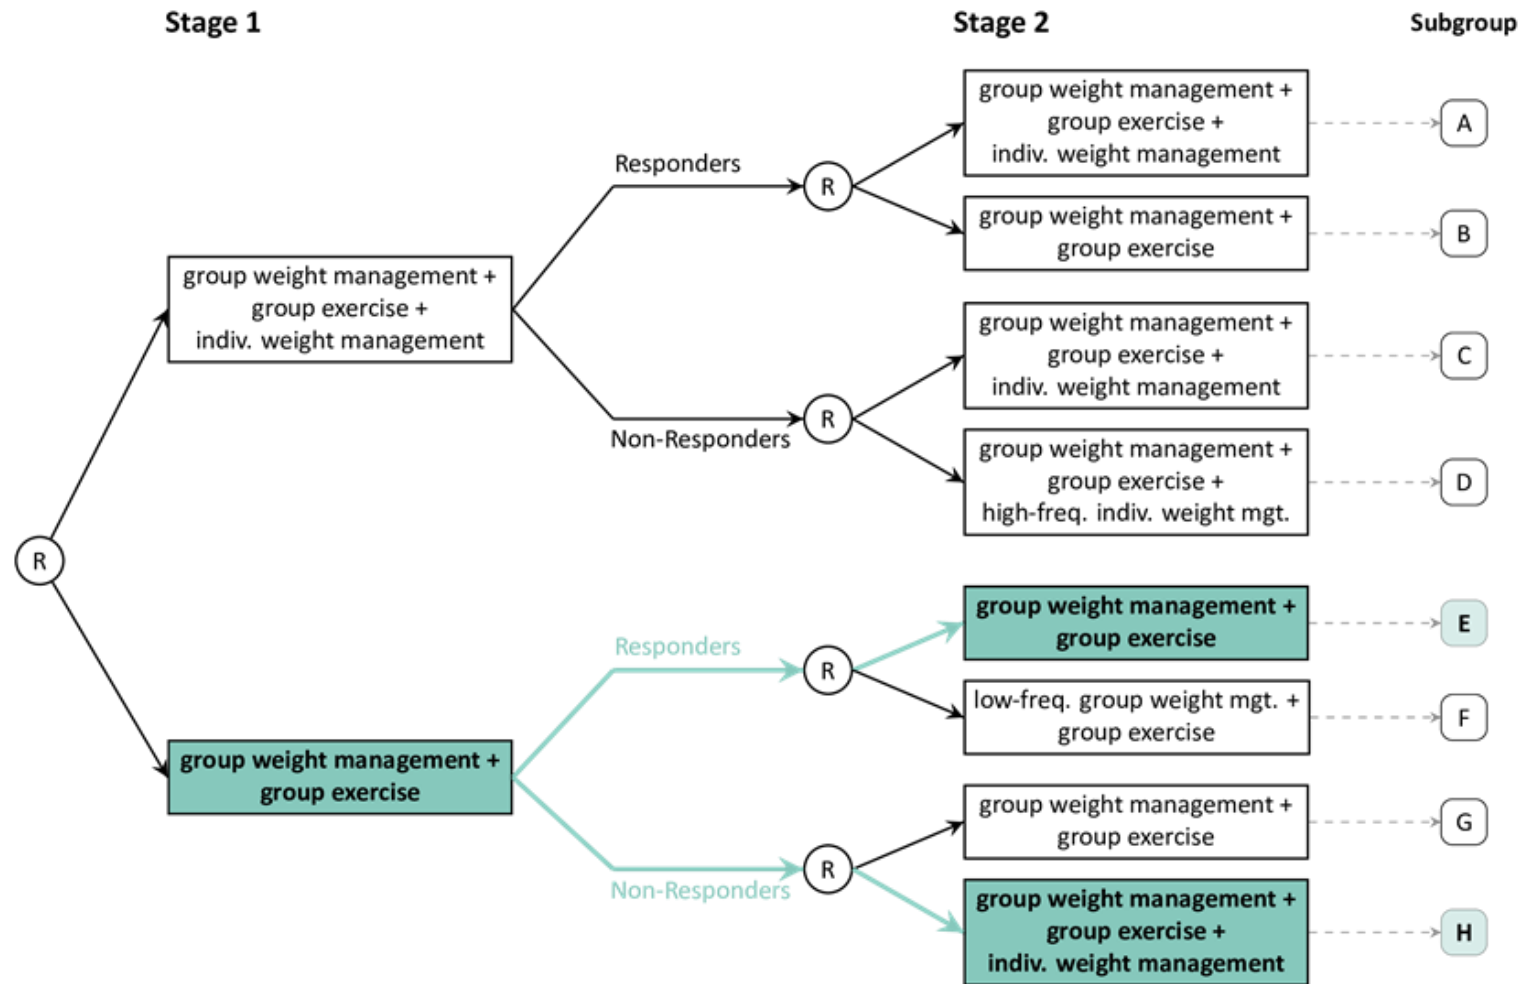 Stage 1
Stage 2
Subgroup
group weight management +
group exercise +
indiv. weight management
A
Responders
R
group weight management +
group exercise
B
group weight management +
group exercise +
indiv. weight management
group weight management +
group exercise +
indiv. weight management
C
Non-Responders
R
group weight management +
group exercise +
high-freq. indiv. weight mgt.
D
R
group weight management +
group exercise
E
Responders
R
low-freq. group weight mgt. +
group exercise
F
group weight management +
group exercise
group weight management +
group exercise
G
Non-Responders
R
group weight management +
group exercise +
indiv. weight management
H